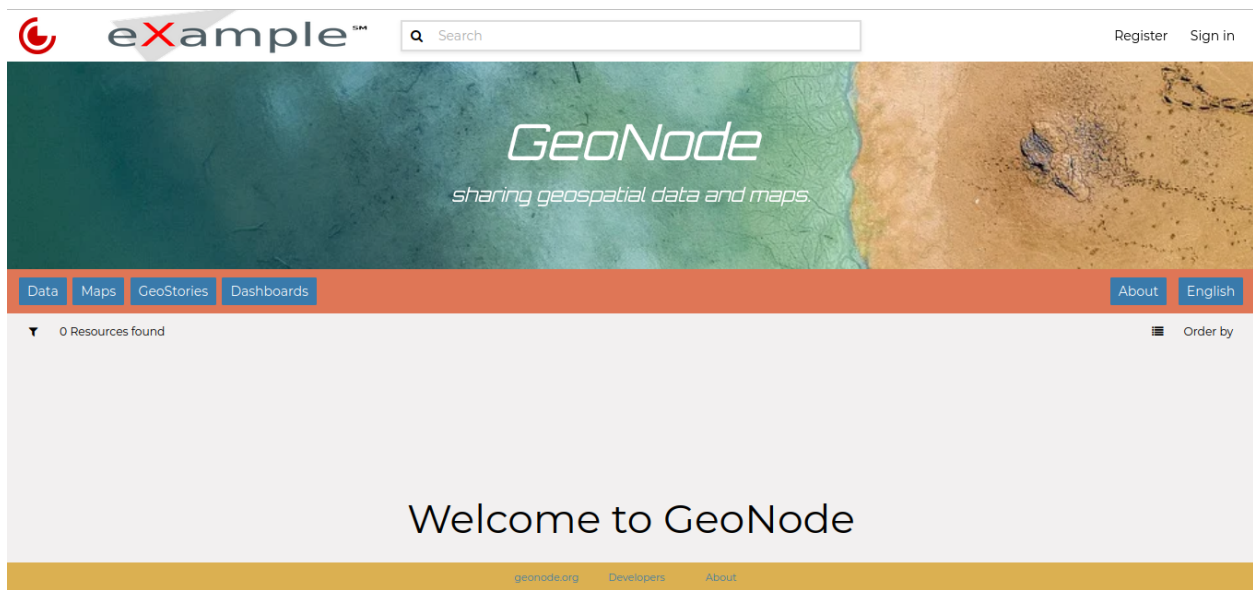 eXample℠
Search
Register Sign in
GeoNode
sharing geospatial data and maps.
Data Maps GeoStories Dashboards About English
0 Resources found Order by
Welcome to GeoNode
geonode.org Developers About